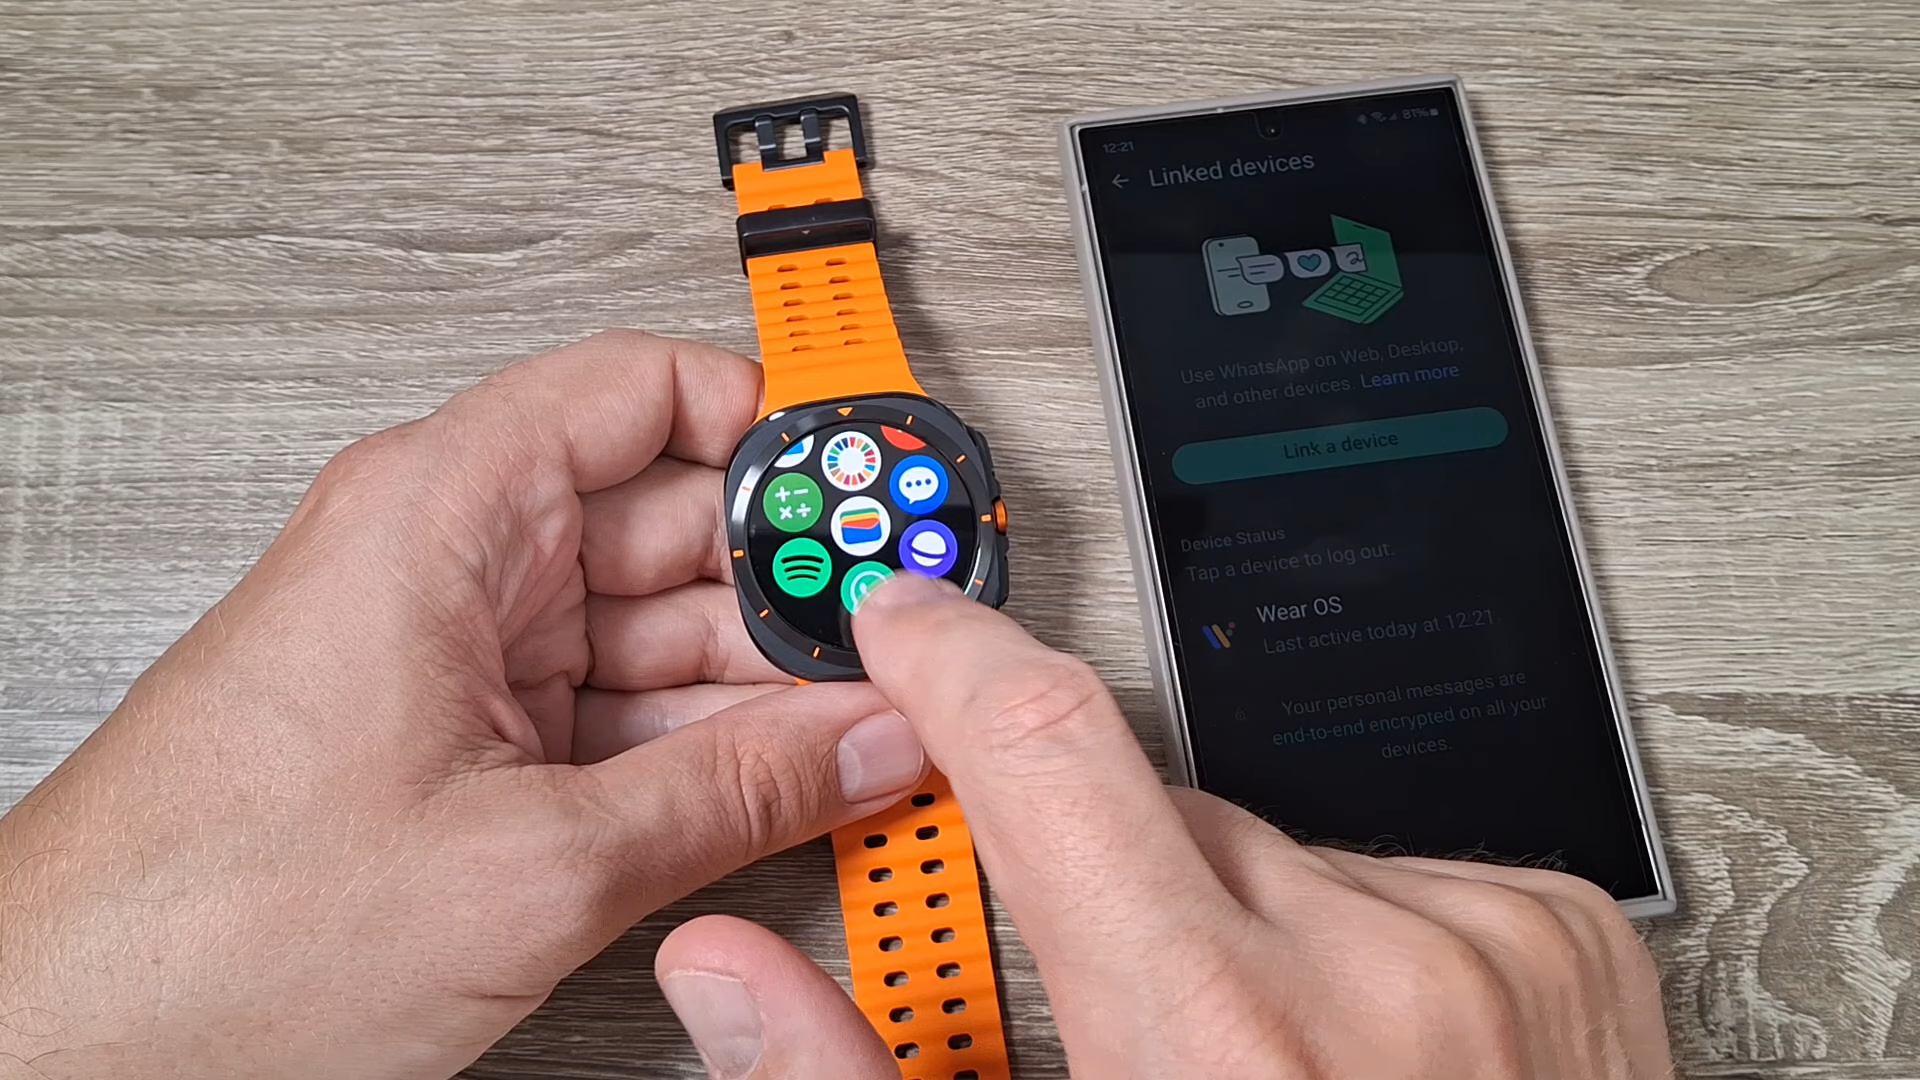 12:21
81%
Linked devices
Use WhatsApp on Web, Desktop,
and other devices. Learn more
Link a device
Device Status
Tap a device to log out.
Wear OS
Last active today at 12:21
Your personal messages are
end-to-end encrypted on all your
devices.